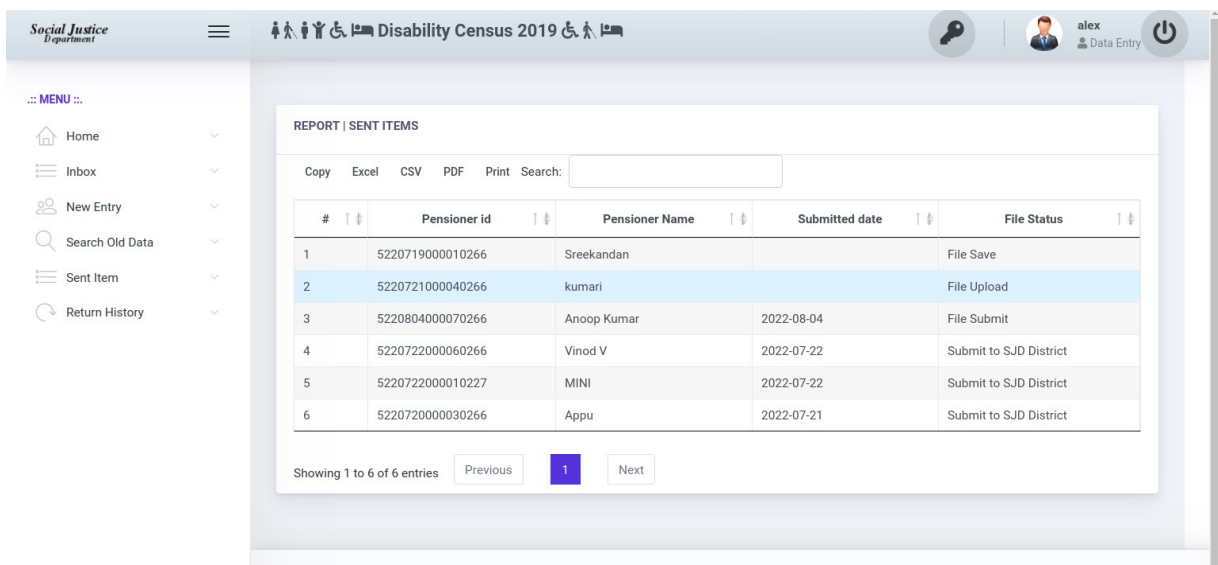 Social Justice
Department
Disability Census 2019
alex
Data Entry
.:: MENU ::.
Home
Inbox
New Entry
Search Old Data
Sent Item
Return History
REPORT | SENT ITEMS
Copy Excel CSV PDF Print Search:
# Pensioner id Pensioner Name Submitted date File Status
1 5220719000010266 Sreekandan File Save
2 5220721000040266 kumari File Upload
3 5220804000070266 Anoop Kumar 2022-08-04 File Submit
4 5220722000060266 Vinod V 2022-07-22 Submit to SJD District
5 5220722000010227 MINI 2022-07-22 Submit to SJD District
6 5220720000030266 Appu 2022-07-21 Submit to SJD District
Showing 1 to 6 of 6 entries Previous 1 Next